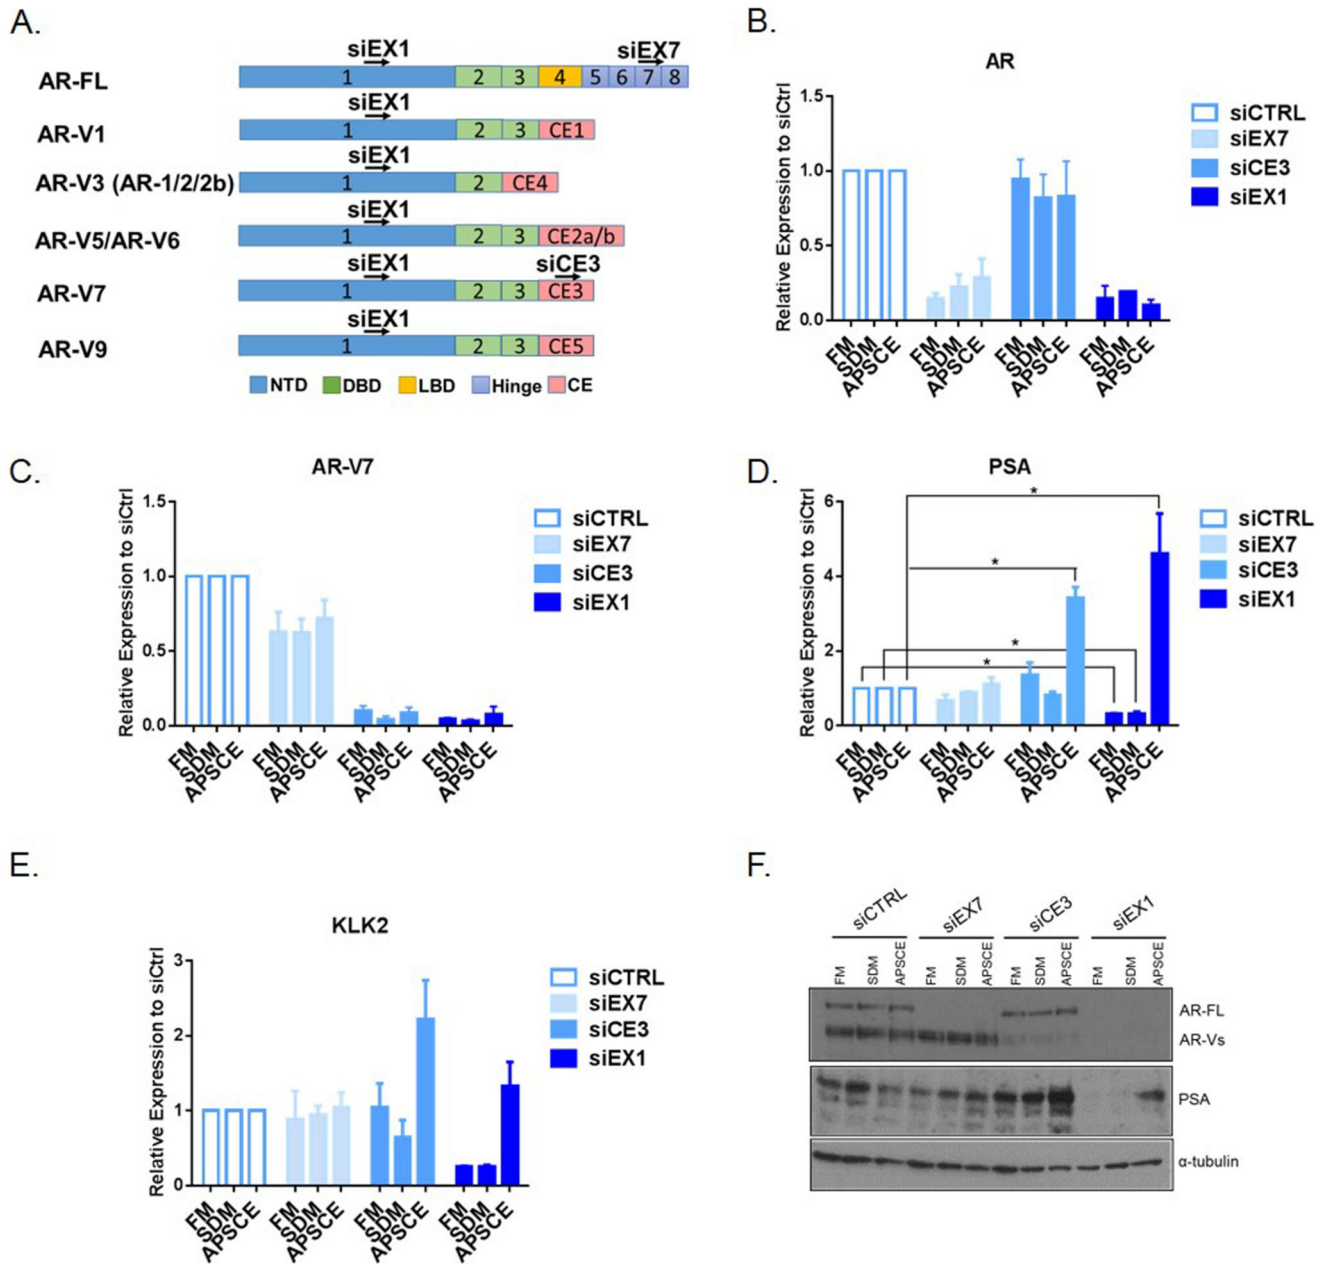 A.
siEX1
siEX7
AR-FL
1 2 3 4 5 6 7 8
siEX1
AR-V1
1 2 3 CE1
siEX1
AR-V3 (AR-1/2/2b)
1 2 CE4
siEX1
AR-V5/AR-V6
1 2 3 CE2a/b
siEX1
siCE3
AR-V7
1 2 3 CE3
siEX1
AR-V9
1 2 3 CE5
NTD DBD LBD Hinge CE
B.
AR
Relative Expression to siCtrl
1.5
1.0
0.5
0.0
FM SDM APSCE FM SDM APSCE FM SDM APSCE FM SDM APSCE
siCTRL
siEX7
siCE3
siEX1
C.
AR-V7
Relative Expression to siCtrl
1.5
1.0
0.5
0.0
FM SDM APSCE FM SDM APSCE FM SDM APSCE FM SDM APSCE
siCTRL
siEX7
siCE3
siEX1
D.
PSA
Relative Expression to siCtrl
6
4
2
0
*
*
*
*
FM SDM APSCE FM SDM APSCE FM SDM APSCE FM SDM APSCE
siCTRL
siEX7
siCE3
siEX1
E.
KLK2
Relative Expression to siCtrl
3
2
1
0
FM SDM APSCE FM SDM APSCE FM SDM APSCE FM SDM APSCE
siCTRL
siEX7
siCE3
siEX1
F.
siCTRL siEX7 siCE3 siEX1
FM SDM APSCE FM SDM APSCE FM SDM APSCE FM SDM APSCE
AR-FL
AR-Vs
PSA
α-tubulin